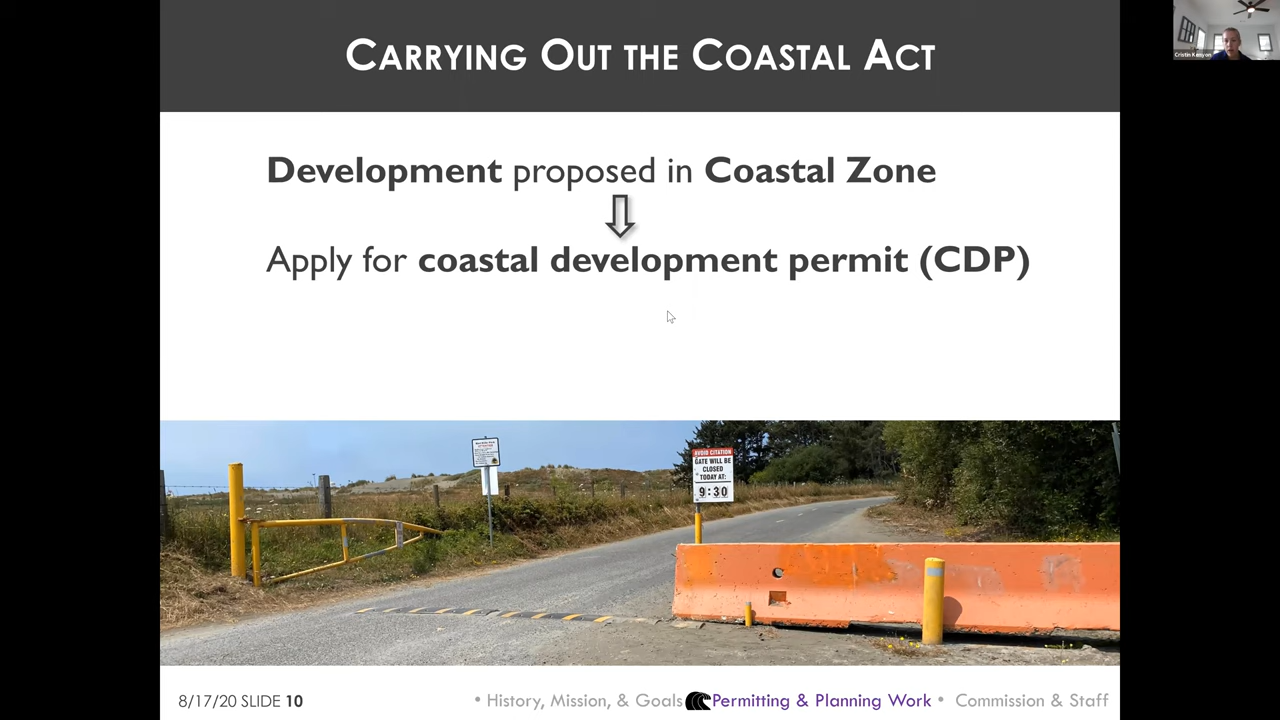 CARRYING OUT THE COASTAL ACT
Cristin Kenyon
Development proposed in Coastal Zone
Apply for coastal development permit (CDP)
AVOID CITATION
GATE WILL BE
CLOSED
TODAY AT:
9:30
8/17/20 SLIDE 10
• History, Mission, & Goals
Permitting & Planning Work
• Commission & Staff